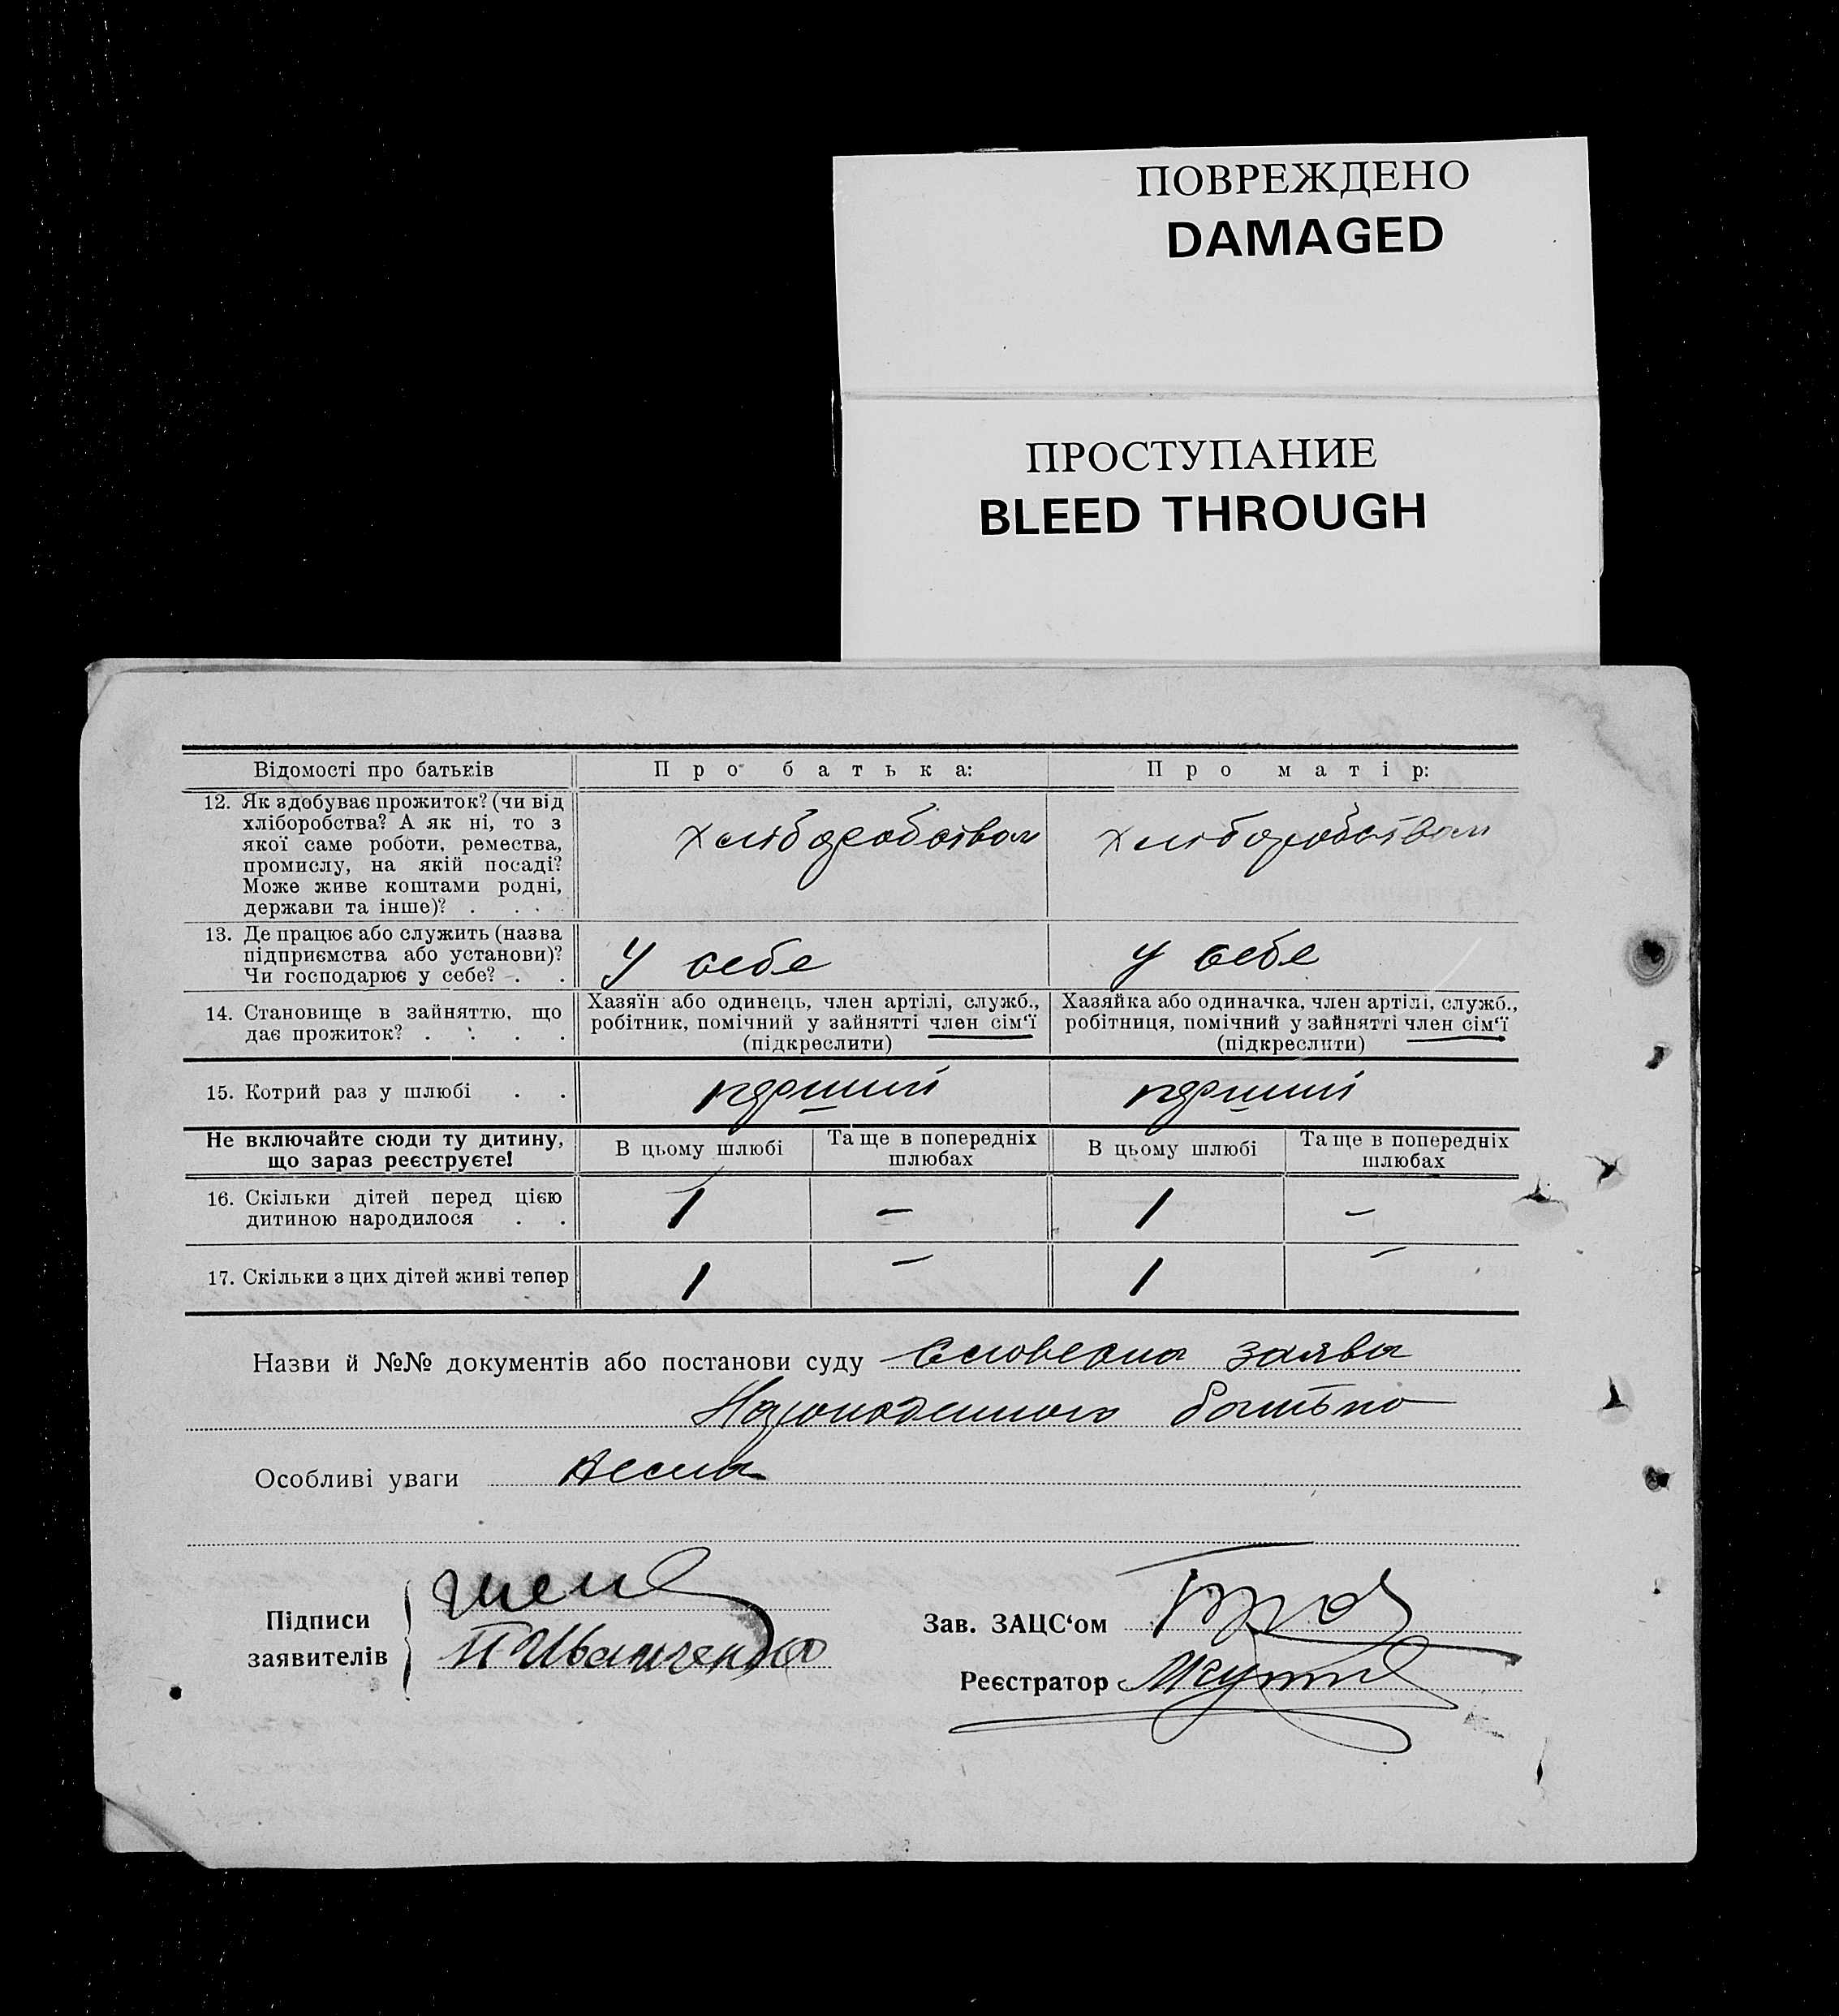 ПОВРЕЖДЕНО
DAMAGED
ПРОСТУПАНИЕ
BLEED THROUGH
Відомості про батьків
Про батька:
Про матір:
12. Як здобуває прожиток? (чи від
хліборобства? А як ні, то з
якої саме роботи, ремества,
промислу, на якій посаді?
Може живе коштами родні,
держави та інше)? . . . .
хліборобством
хліборобством
13. Де працює або служить (назва
підприємства або установи)?
Чи господарює у себе? . .
У себе
У себе
14. Становище в зайняттю, що
дає прожиток? . . . .
Хазяїн або одинець, член артілі, служб.,
робітник, помічний у зайнятті член сім‘ї
(підкреслити)
Хазяйка або одиначка, член артілі, служб.,
робітниця, помічний у зайнятті член сім‘ї
(підкреслити)
15. Котрий раз у шлюбі . .
перший
перший
Не включайте сюди ту дитину,
що зараз реєструєте!
В цьому шлюбі
Та ще в попередніх
шлюбах
В цьому шлюбі
Та ще в попередніх
шлюбах
16. Скільки дітей перед цією
дитиною народилося . .
1
—
1
—
17. Скільки з цих дітей живі тепер
1
—
1
—
Назви й №№ документів або постанови суду Словесна заява
батько
Особливі уваги
Підписи
заявителів
П Иванченко
Зав. ЗАЦС‘ом
Реєстратор